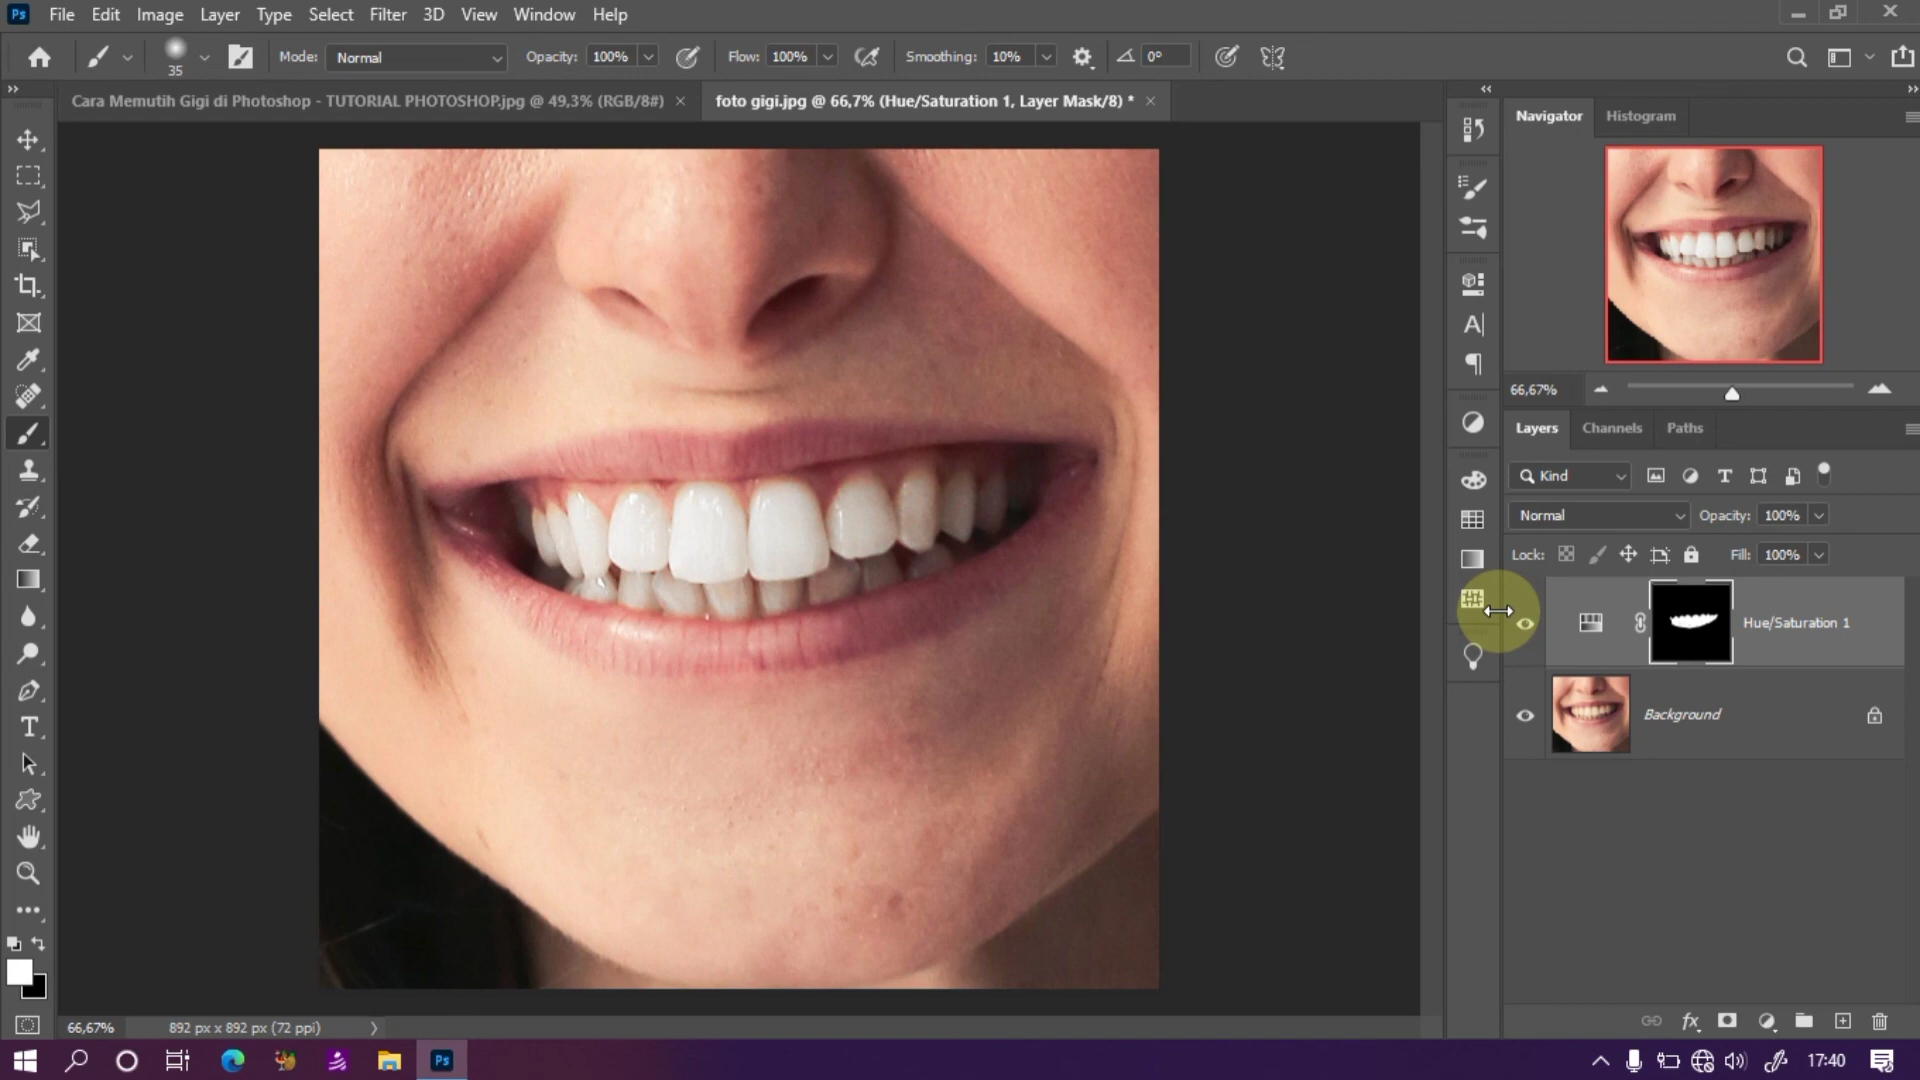 Ps File Edit Image Layer Type Select Filter 3D View Window Help
35 Mode: Normal Opacity: 100% Flow: 100% Smoothing: 10% 0°
Cara Memutih Gigi di Photoshop - TUTORIAL PHOTOSHOP.jpg @ 49,3% (RGB/8#) × foto gigi.jpg @ 66,7% (Hue/Saturation 1, Layer Mask/8) * ×
Navigator Histogram
66,67%
Layers Channels Paths
Kind
Normal Opacity: 100%
Lock: Fill: 100%
Hue/Saturation 1
Background
66,67% 892 px x 892 px (72 ppi)
Ps 17:40